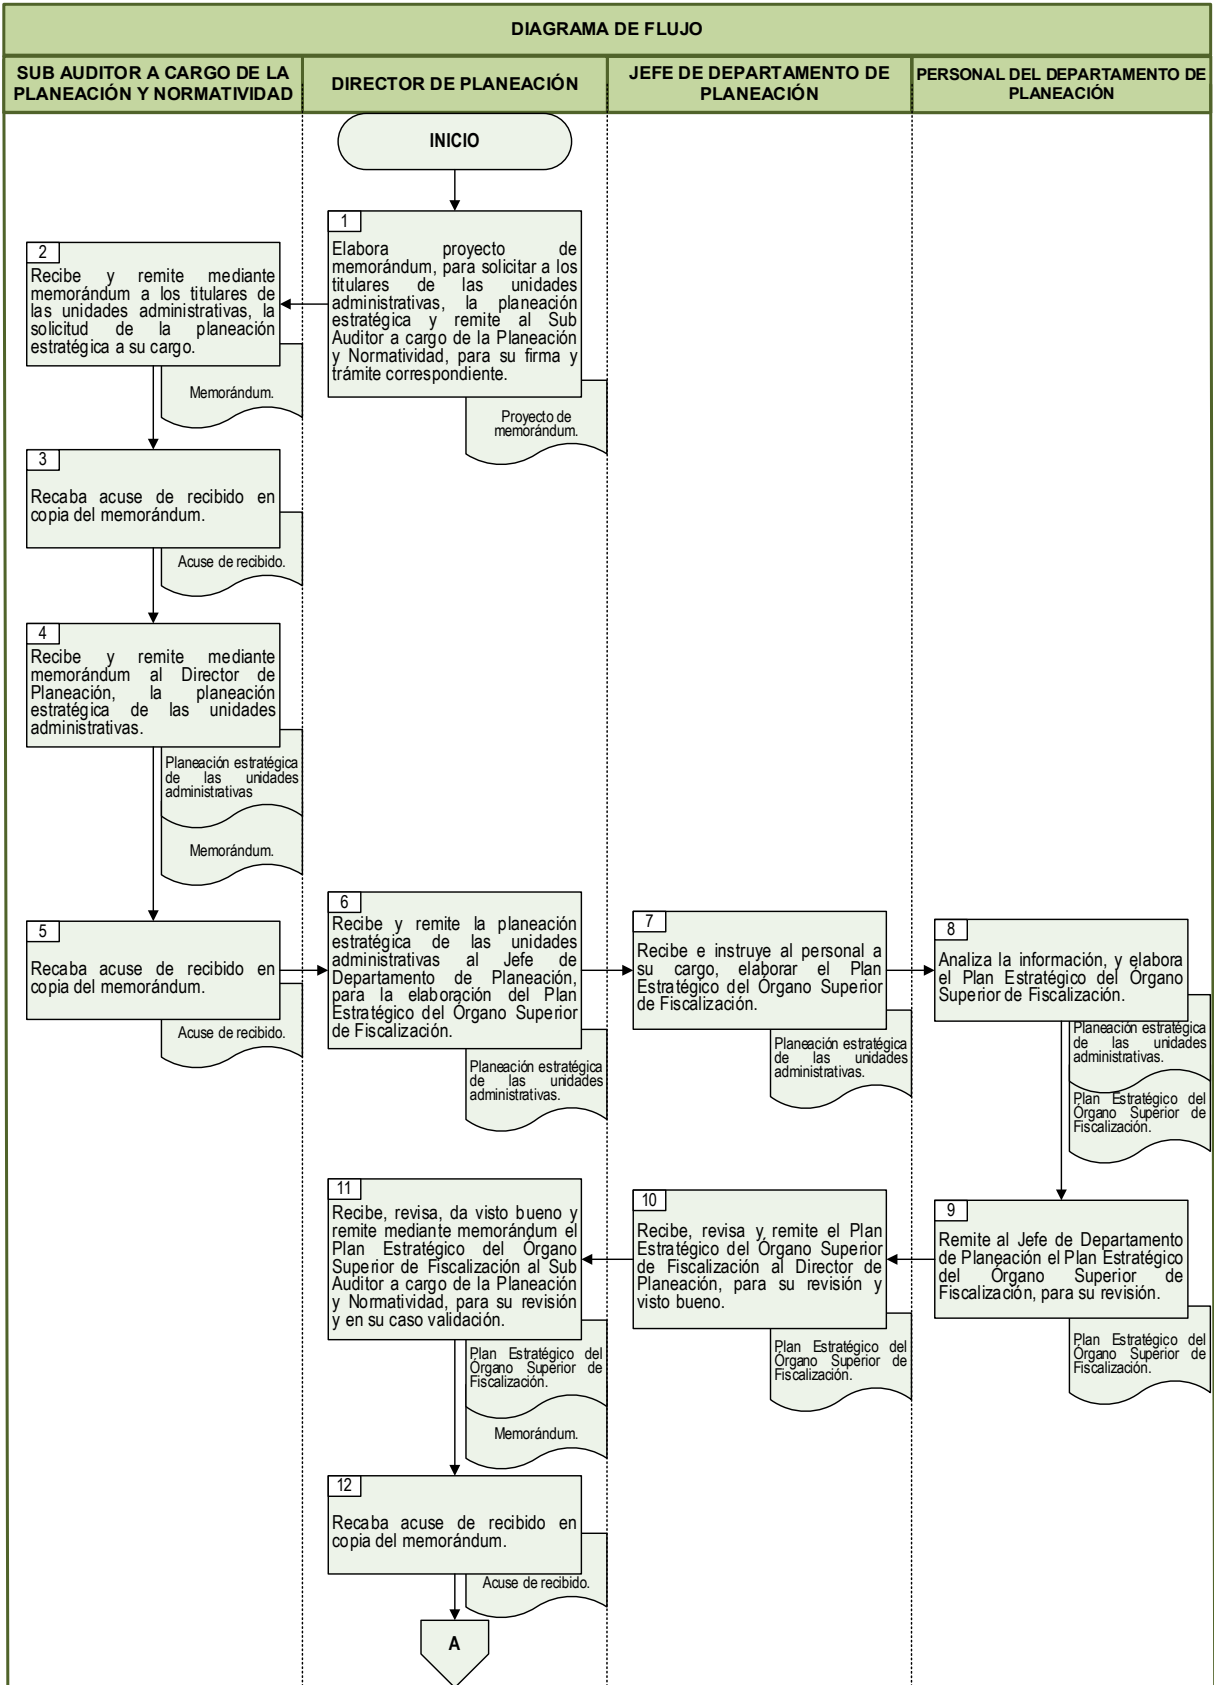 DIAGRAMA DE FLUJO
SUB AUDITOR A CARGO DE LA
PLANEACIÓN Y NORMATIVIDAD
DIRECTOR DE PLANEACIÓN
JEFE DE DEPARTAMENTO DE
PLANEACIÓN
PERSONAL DEL DEPARTAMENTO DE
PLANEACIÓN
INICIO
1
Elabora proyecto de
memorándum, para solicitar a los
titulares de las unidades
administrativas, la planeación
estratégica y remite al Sub
Auditor a cargo de la Planeación
y Normatividad, para su firma y
trámite correspondiente.
Proyecto de
memorándum.
2
Recibe y remite mediante
memorándum a los titulares de
las unidades administrativas, la
solicitud de la planeación
estratégica a su cargo.
Memorándum.
3
Recaba acuse de recibido en
copia del memorándum.
Acuse de recibido.
4
Recibe y remite mediante
memorándum al Director de
Planeación, la planeación
estratégica de las unidades
administrativas.
Planeación estratégica
de las unidades
administrativas
Memorándum.
5
Recaba acuse de recibido en
copia del memorándum.
Acuse de recibido.
6
Recibe y remite la planeación
estratégica de las unidades
administrativas al Jefe de
Departamento de Planeación,
para la elaboración del Plan
Estratégico del Órgano Superior
de Fiscalización.
Planeación estratégica
de las unidades
administrativas.
7
Recibe e instruye al personal a
su cargo, elaborar el Plan
Estratégico del Órgano Superior
de Fiscalización.
Planeación estratégica
de las unidades
administrativas.
8
Analiza la información, y elabora
el Plan Estratégico del Órgano
Superior de Fiscalización.
Planeación estratégica
de las unidades
administrativas.
Plan Estratégico del
Órgano Superior de
Fiscalización.
9
Remite al Jefe de Departamento
de Planeación el Plan Estratégico
del Órgano Superior de
Fiscalización, para su revisión.
Plan Estratégico del
Órgano Superior de
Fiscalización.
10
Recibe, revisa y remite el Plan
Estratégico del Órgano Superior
de Fiscalización al Director de
Planeación, para su revisión y
visto bueno.
Plan Estratégico del
Órgano Superior de
Fiscalización.
11
Recibe, revisa, da visto bueno y
remite mediante memorándum el
Plan Estratégico del Órgano
Superior de Fiscalización al Sub
Auditor a cargo de la Planeación
y Normatividad, para su revisión
y en su caso validación.
Plan Estratégico del
Órgano Superior de
Fiscalización.
Memorándum.
12
Recaba acuse de recibido en
copia del memorándum.
Acuse de recibido.
A